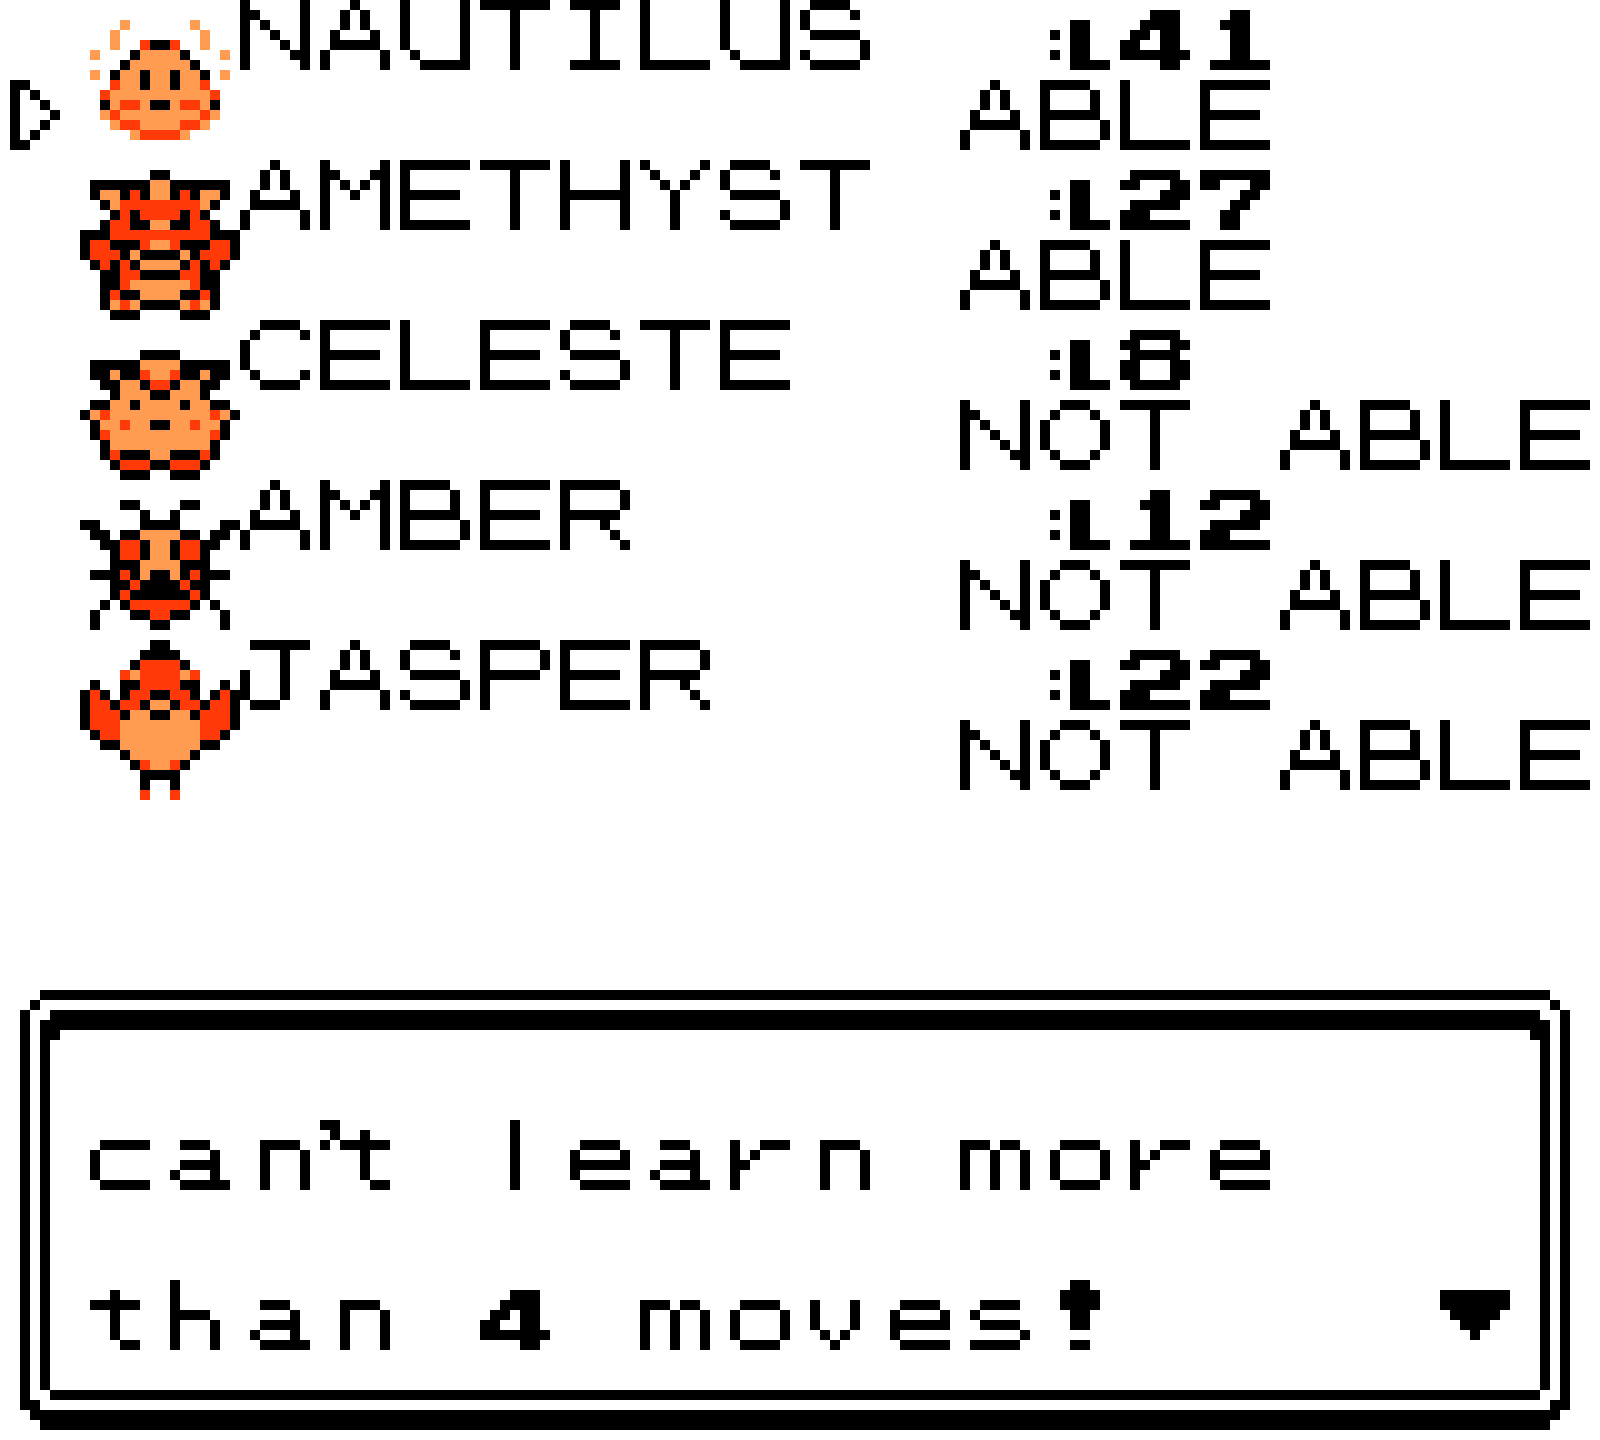 NAUTILUS :L41
ABLE
AMETHYST :L27
ABLE
CELESTE :L8
NOT ABLE
AMBER :L12
NOT ABLE
JASPER :L22
NOT ABLE
can't learn more
than 4 moves!